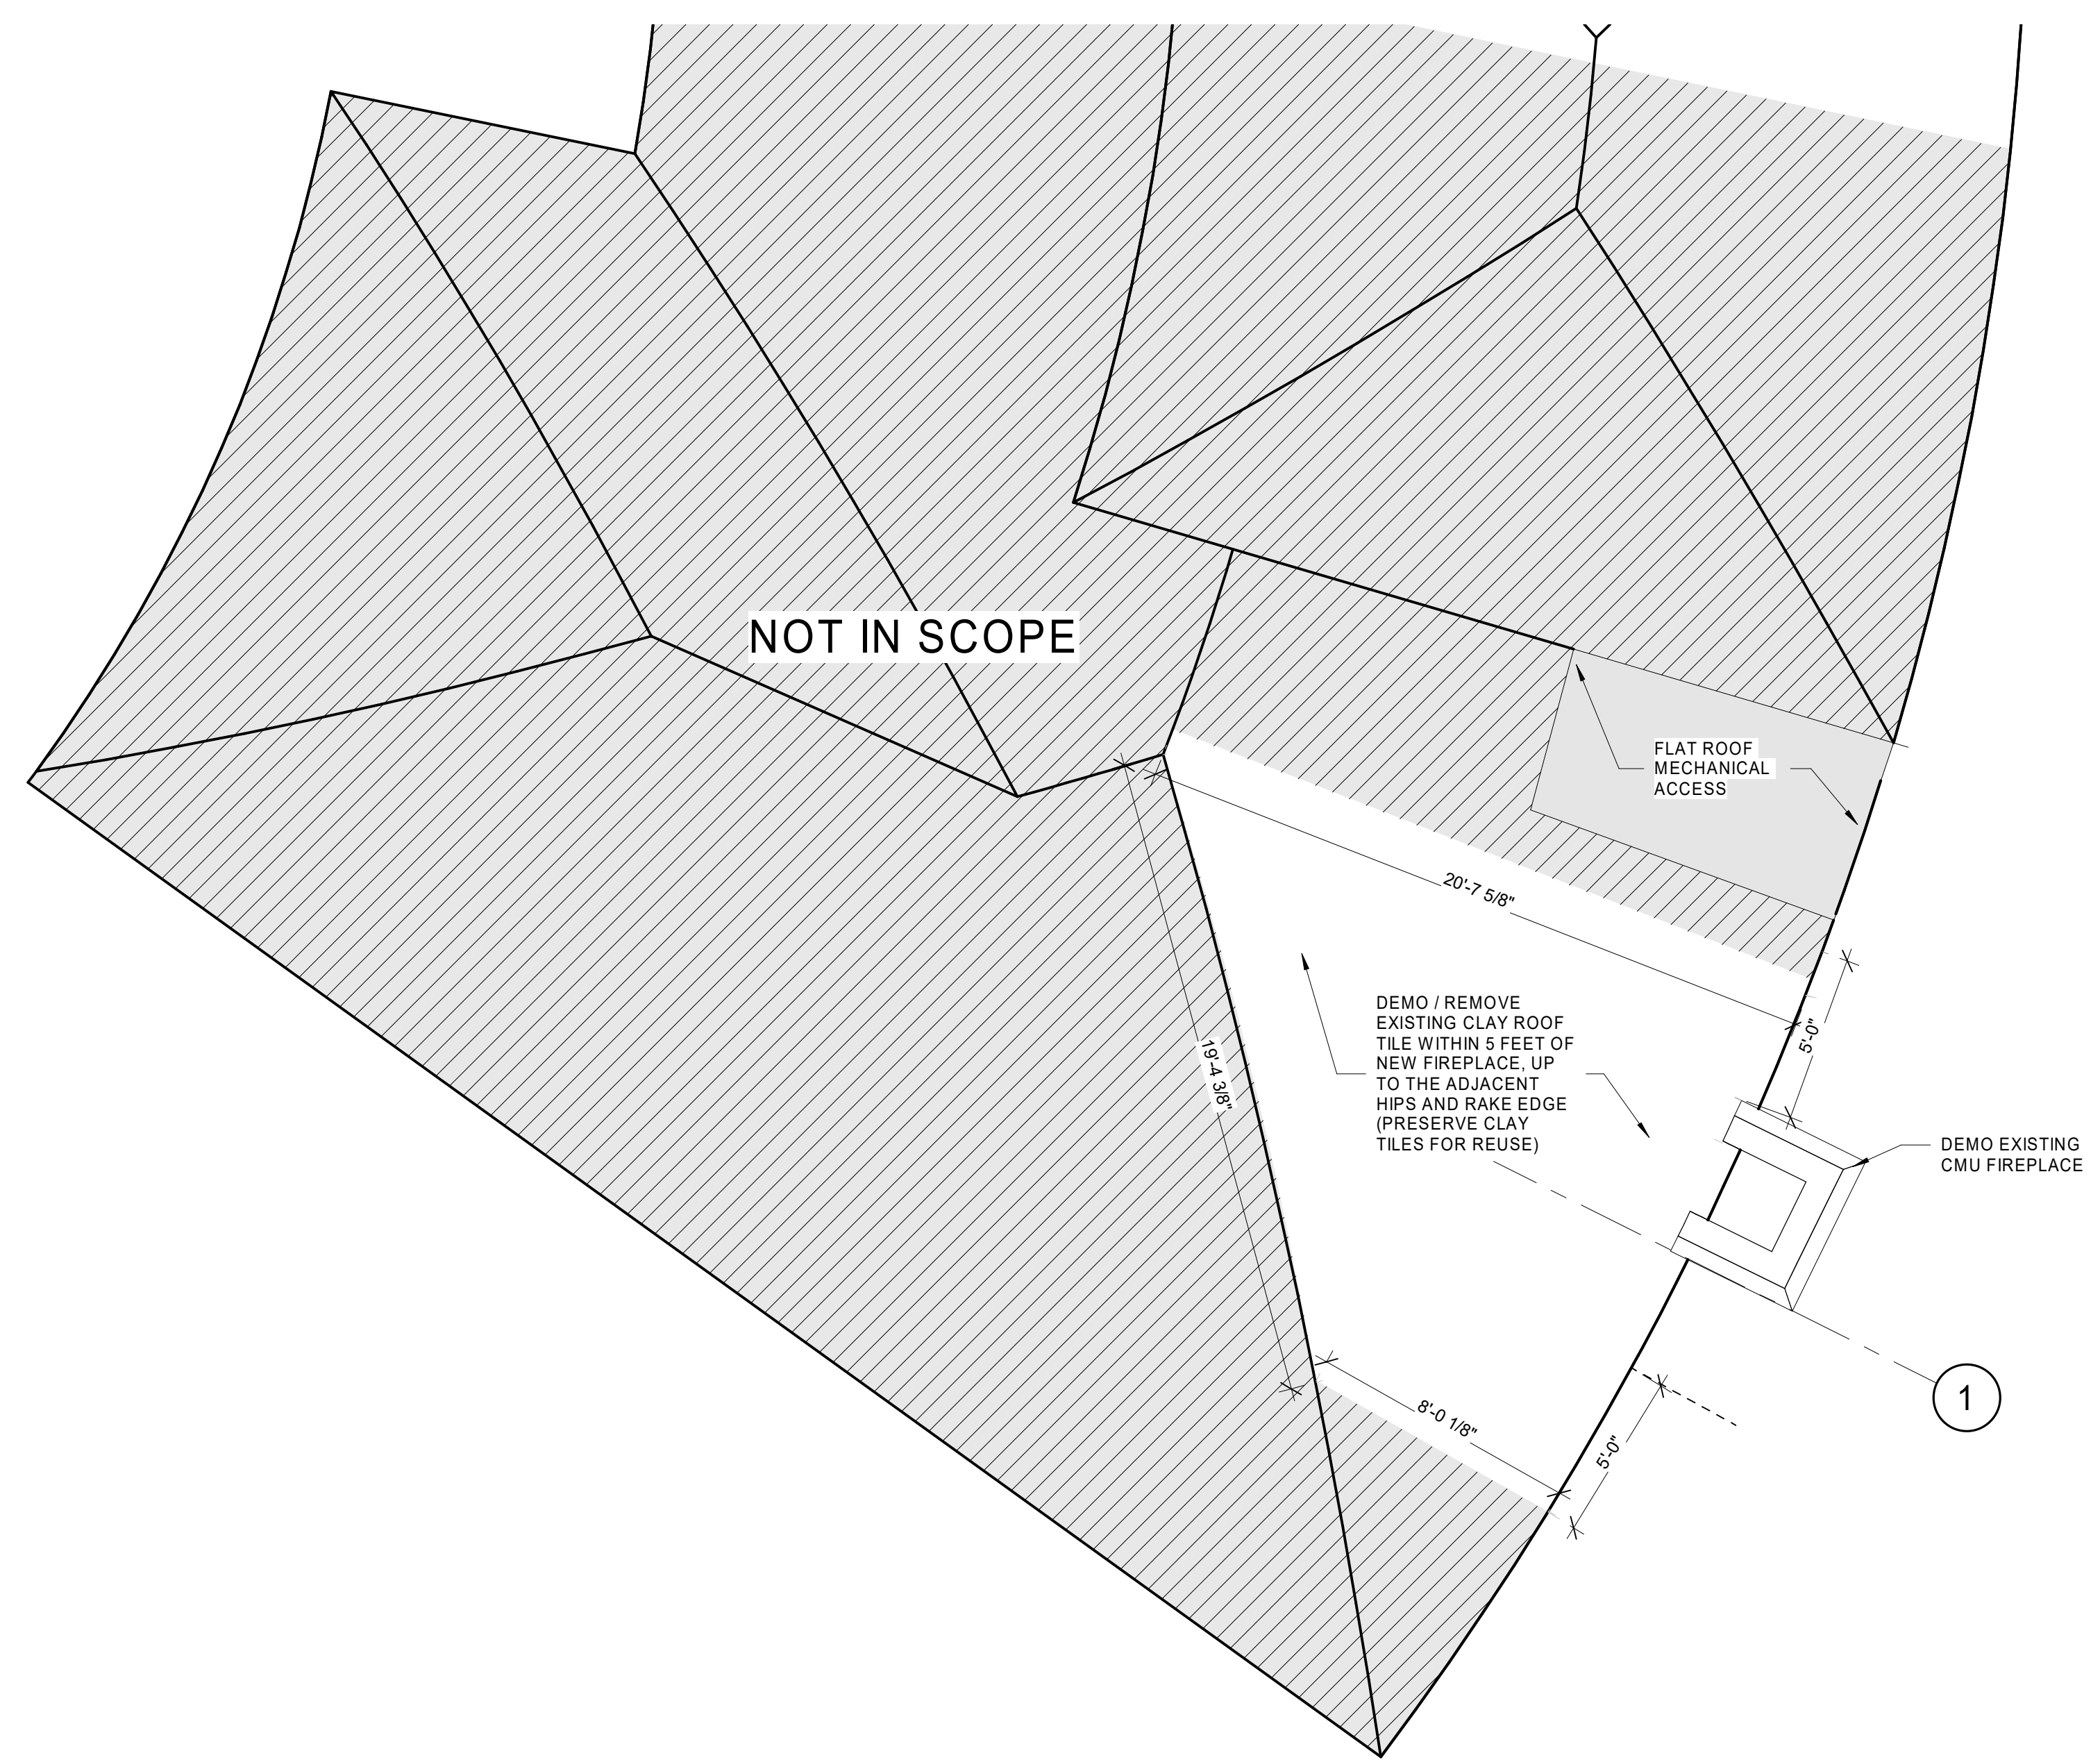 NOT IN SCOPE
FLAT ROOF
MECHANICAL
ACCESS
20'-7 5/8"
DEMO / REMOVE
EXISTING CLAY ROOF
TILE WITHIN 5 FEET OF
NEW FIREPLACE, UP
TO THE ADJACENT
HIPS AND RAKE EDGE
(PRESERVE CLAY
TILES FOR REUSE)
5'-0"
19'-4 3/8"
DEMO EXISTING
CMU FIREPLACE
1
8'-0 1/8"
5'-0"